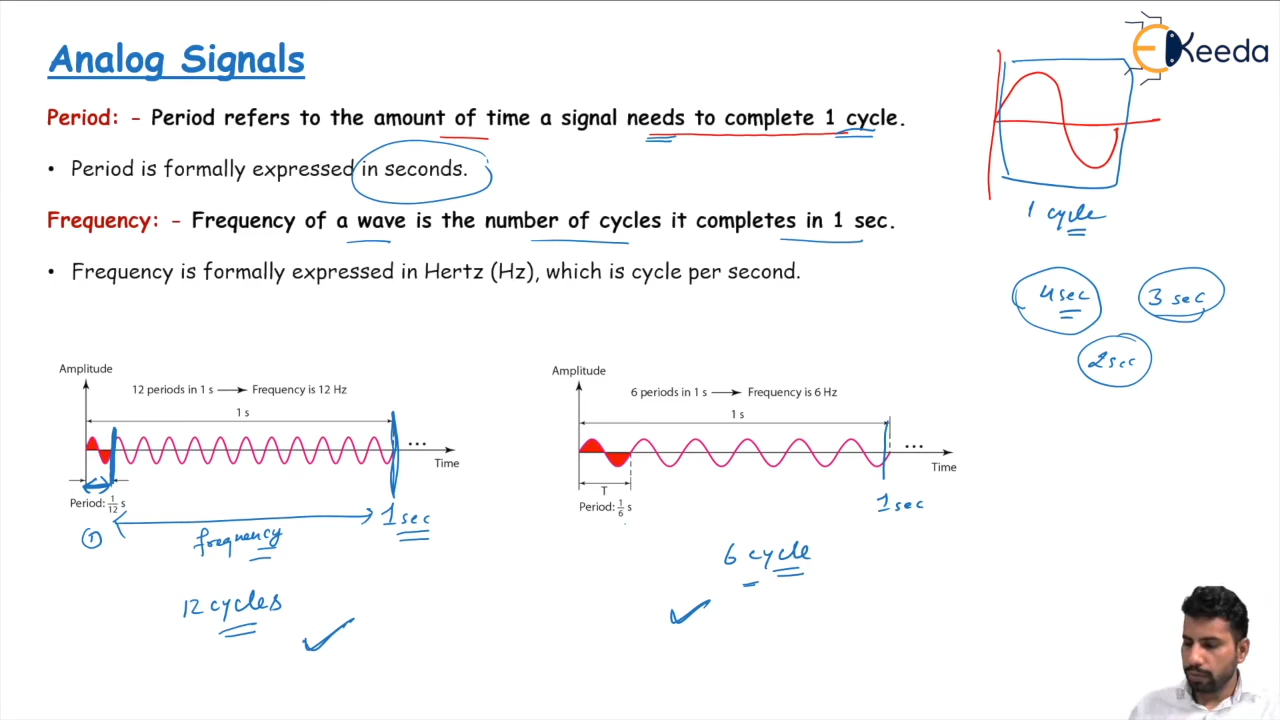 Analog Signals
EKeeda
Period: - Period refers to the amount of time a signal needs to complete 1 cycle.
• Period is formally expressed in seconds.
Frequency: - Frequency of a wave is the number of cycles it completes in 1 sec.
• Frequency is formally expressed in Hertz (Hz), which is cycle per second.
1 cycle
4 sec
3 sec
2 sec
Amplitude
12 periods in 1 s → Frequency is 12 Hz
1 s
...
Time
Period: 1/12 s
T
frequency
1 sec
12 cycles
Amplitude
6 periods in 1 s → Frequency is 6 Hz
1 s
...
Time
T
Period: 1/6 s
1 sec
6 cycle